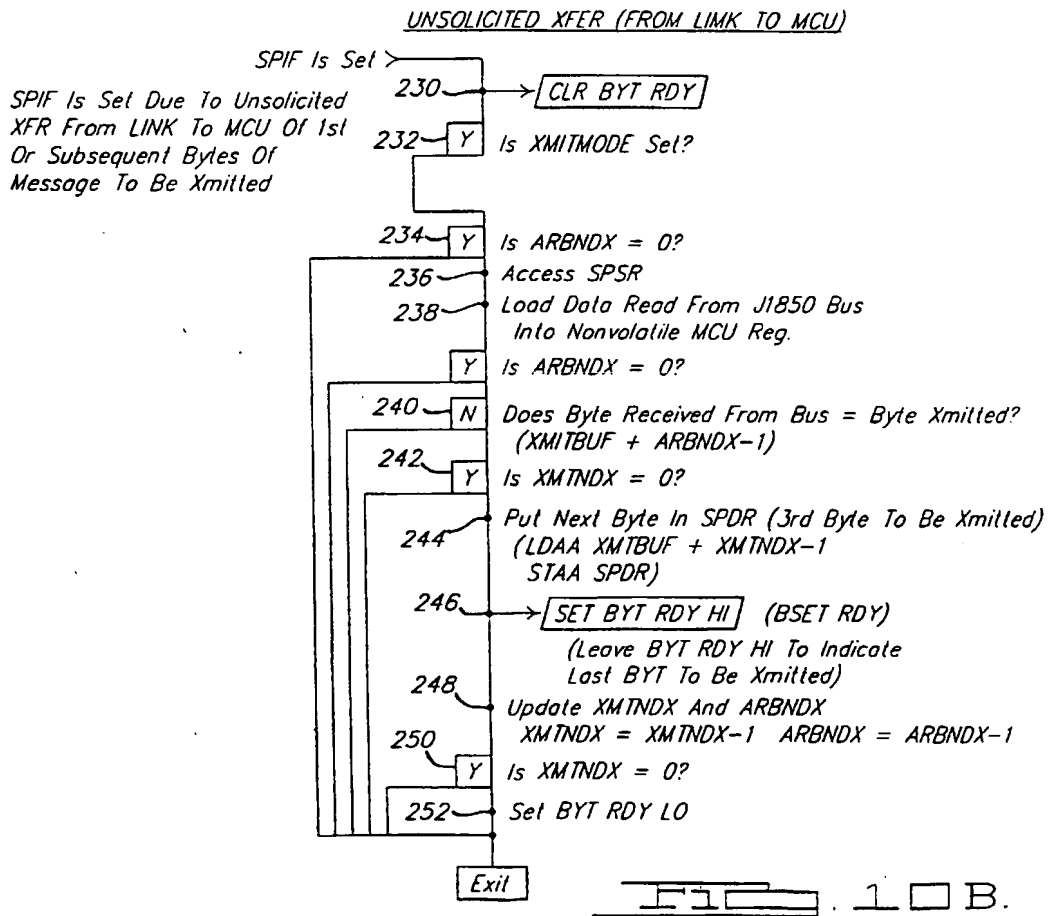 UNSOLICITED XFER (FROM LIMK TO MCU)
SPIF Is Set
230
CLR BYT RDY
SPIF Is Set Due To Unsolicited
XFR From LINK To MCU Of 1st
Or Subsequent Bytes Of
Message To Be Xmitted
232
Y
Is XMITMODE Set?
234
Y
Is ARBNDX = 0?
236
Access SPSR
238
Load Data Read From J1850 Bus
Into Nonvolatile MCU Reg.
Y
Is ARBNDX = 0?
240
N
Does Byte Received From Bus = Byte Xmitted?
(XMITBUF + ARBNDX-1)
242
Y
Is XMTNDX = 0?
244
Put Next Byte In SPDR (3rd Byte To Be Xmitted)
(LDAA XMTBUF + XMTNDX-1
STAA SPDR)
246
SET BYT RDY HI
(BSET RDY)
(Leave BYT RDY HI To Indicate
Last BYT To Be Xmitted)
248
Update XMTNDX And ARBNDX
XMTNDX = XMTNDX-1 ARBNDX = ARBNDX-1
250
Y
Is XMTNDX = 0?
252
Set BYT RDY LO
Exit
FIG. 10B.